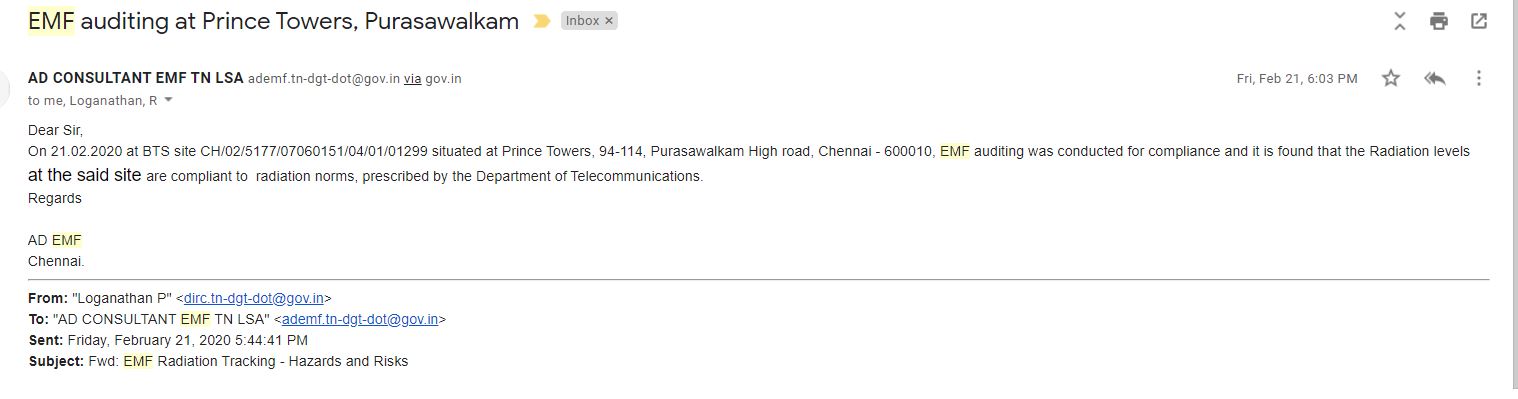 EMF auditing at Prince Towers, Purasawalkam Inbox ×
AD CONSULTANT EMF TN LSA ademf.tn-dgt-dot@gov.in via gov.in Fri, Feb 21, 6:03 PM
to me, Loganathan, R
Dear Sir,
On 21.02.2020 at BTS site CH/02/5177/07060151/04/01/01299 situated at Prince Towers, 94-114, Purasawalkam High road, Chennai - 600010, EMF auditing was conducted for compliance and it is found that the Radiation levels
at the said site are compliant to  radiation norms, prescribed by the Department of Telecommunications.
Regards
AD EMF
Chennai.
From: "Loganathan P" <dirc.tn-dgt-dot@gov.in>
To: "AD CONSULTANT EMF TN LSA" <ademf.tn-dgt-dot@gov.in>
Sent: Friday, February 21, 2020 5:44:41 PM
Subject: Fwd: EMF Radiation Tracking - Hazards and Risks